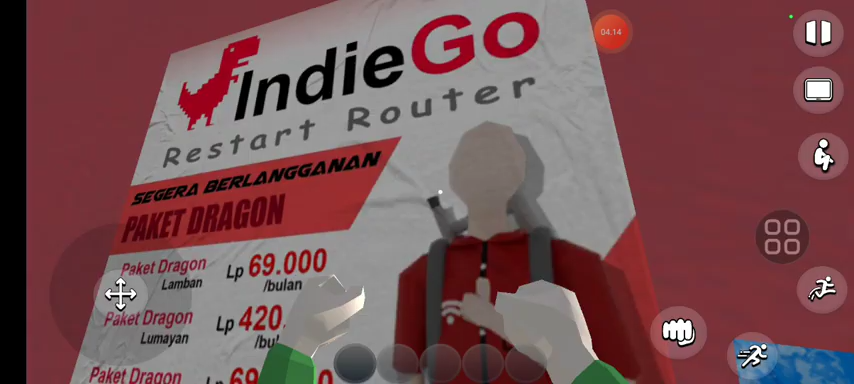 04.14
IndieGo
Restart Router
SEGERA BERLANGGANAN
PAKET DRAGON
Paket Dragon Lp 69.000
Lamban /bulan
Paket Dragon Lp 420.
Lumayan
Paket Dragon